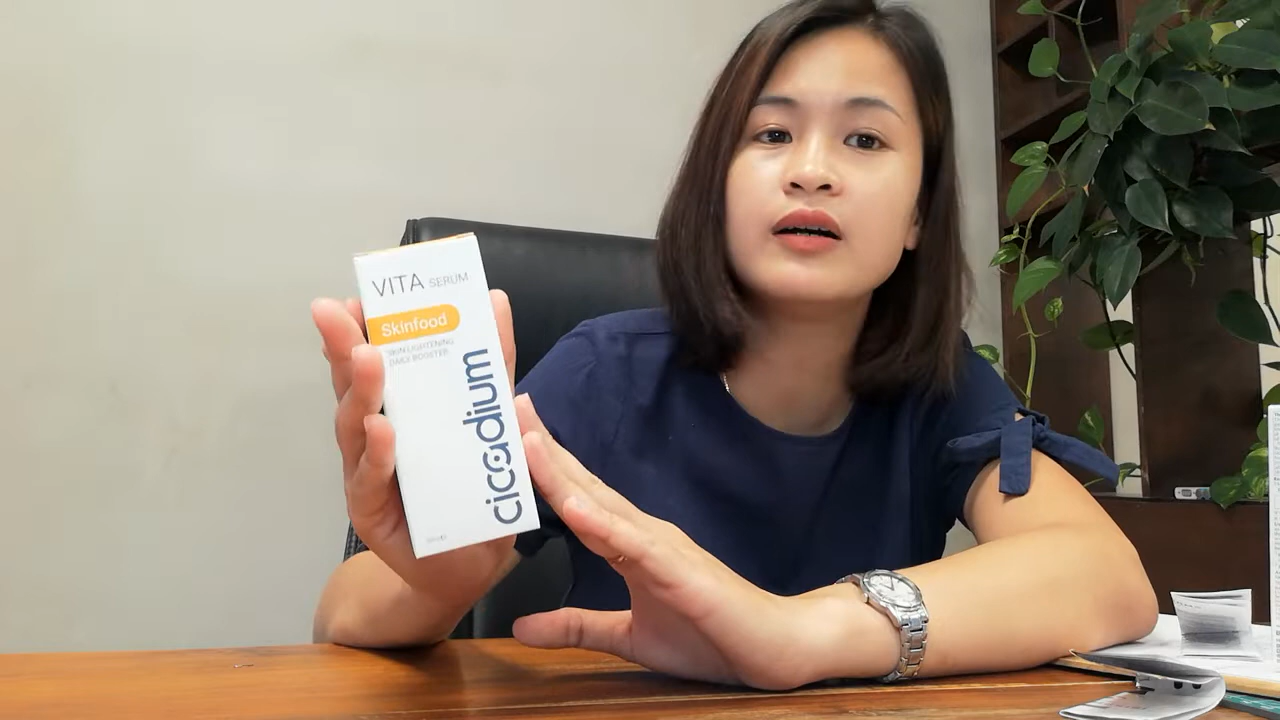 VITA SERUM
Skinfood
SKIN LIGHTENING
DAILY BOOSTER
cicadium